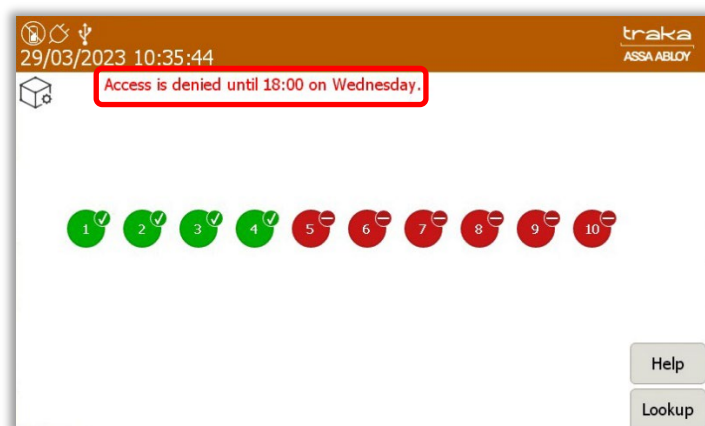 traka
29/03/2023 10:35:44
ASSA ABLOY
Access is denied until 18:00 on Wednesday.
1 2 3 4 5 6 7 8 9 10
Help
Lookup